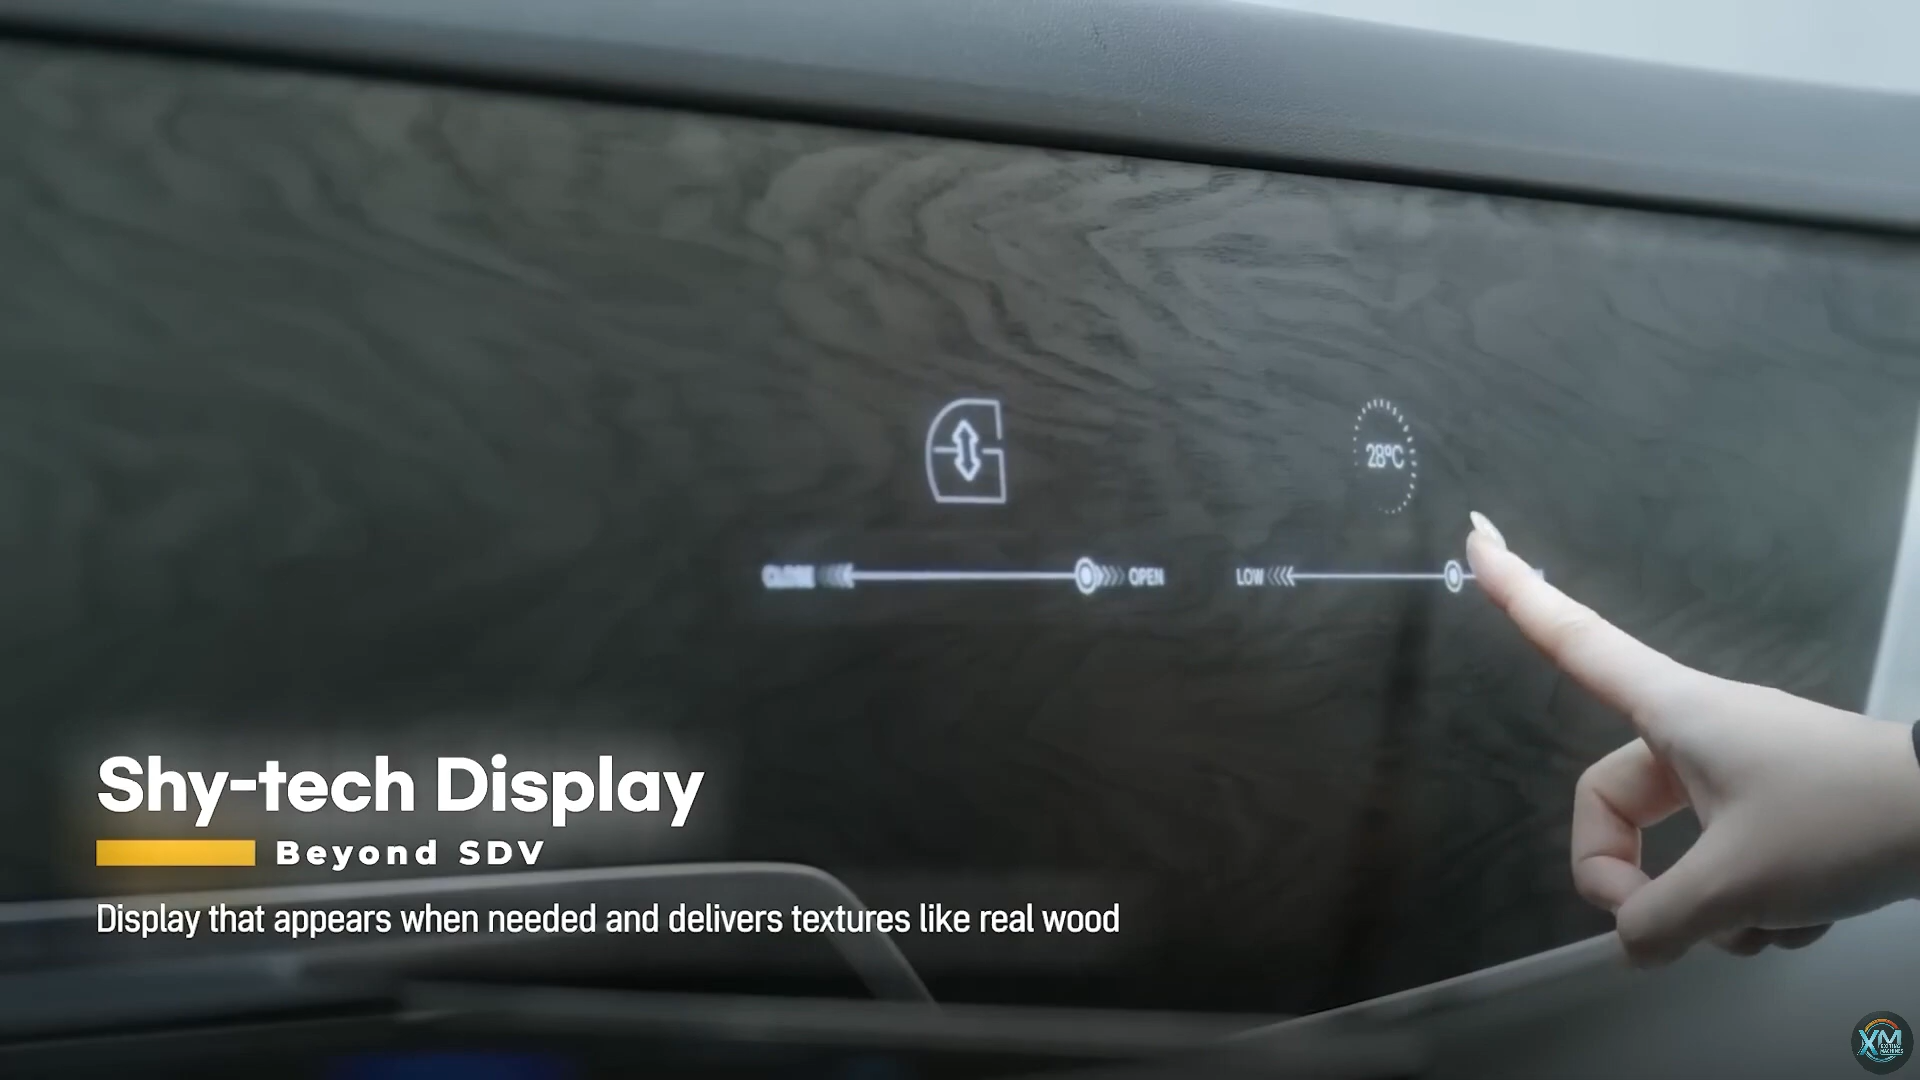 28°C
CLOSE
OPEN
LOW
Shy-tech Display
Beyond SDV
Display that appears when needed and delivers textures like real wood
XM